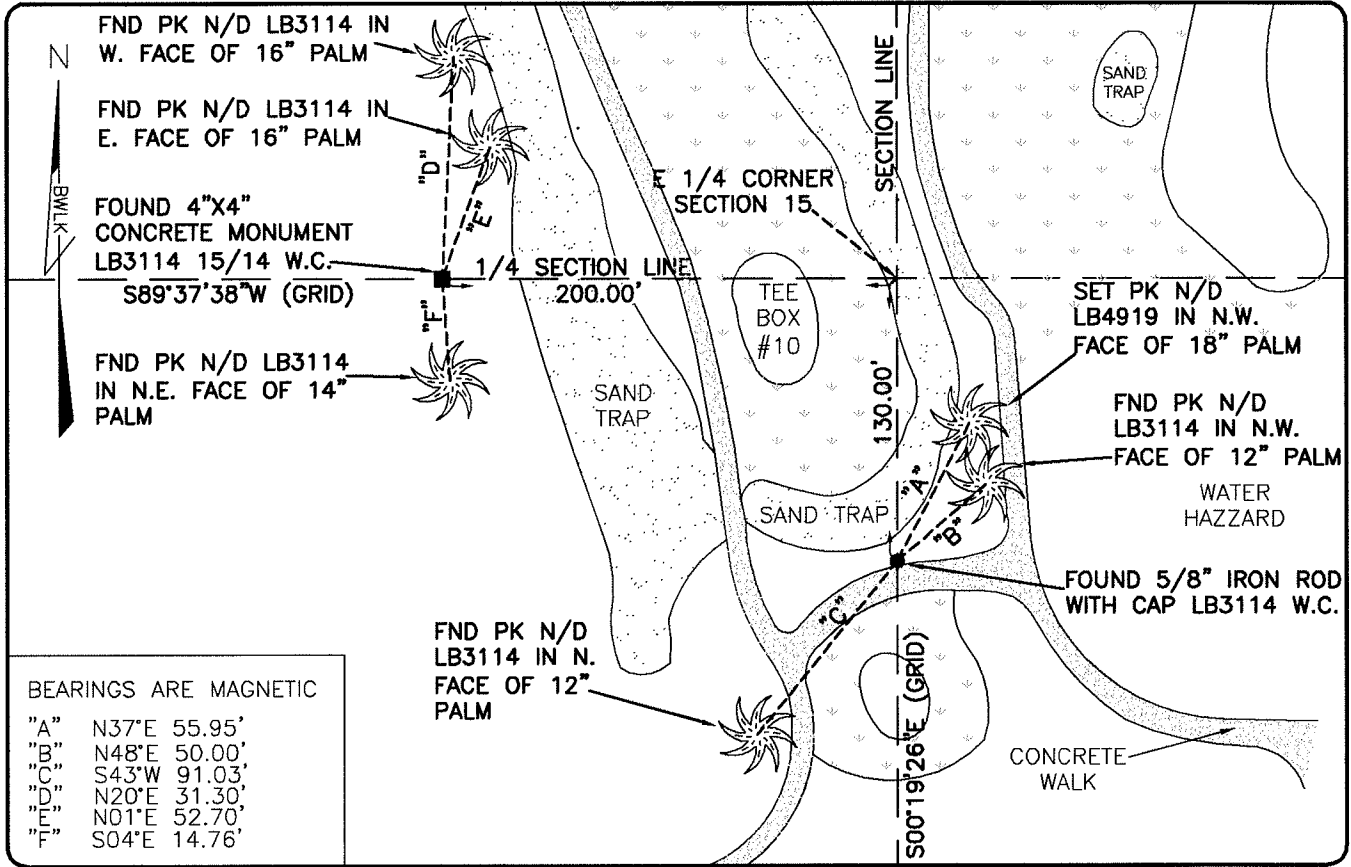 FND PK N/D LB3114 IN
W. FACE OF 16" PALM
N
FND PK N/D LB3114 IN
E. FACE OF 16" PALM
"D"
"E"
BWLK
FOUND 4"X4"
CONCRETE MONUMENT
LB3114 15/14 W.C.
S89°37'38"W (GRID)
1/4 SECTION LINE
200.00'
"F"
FND PK N/D LB3114
IN N.E. FACE OF 14"
PALM
SAND
TRAP
E 1/4 CORNER
SECTION 15
SECTION LINE
SAND
TRAP
TEE
BOX
#10
130.00'
SET PK N/D
LB4919 IN N.W.
FACE OF 18" PALM
FND PK N/D
LB3114 IN N.W.
FACE OF 12" PALM
WATER
HAZZARD
"A"
"B"
SAND TRAP
FOUND 5/8" IRON ROD
WITH CAP LB3114 W.C.
"C"
FND PK N/D
LB3114 IN N.
FACE OF 12"
PALM
S00°19'26"E (GRID)
CONCRETE
WALK
BEARINGS ARE MAGNETIC
"A" N37°E 55.95'
"B" N48°E 50.00'
"C" S43°W 91.03'
"D" N20°E 31.30'
"E" N01°E 52.70'
"F" S04°E 14.76'